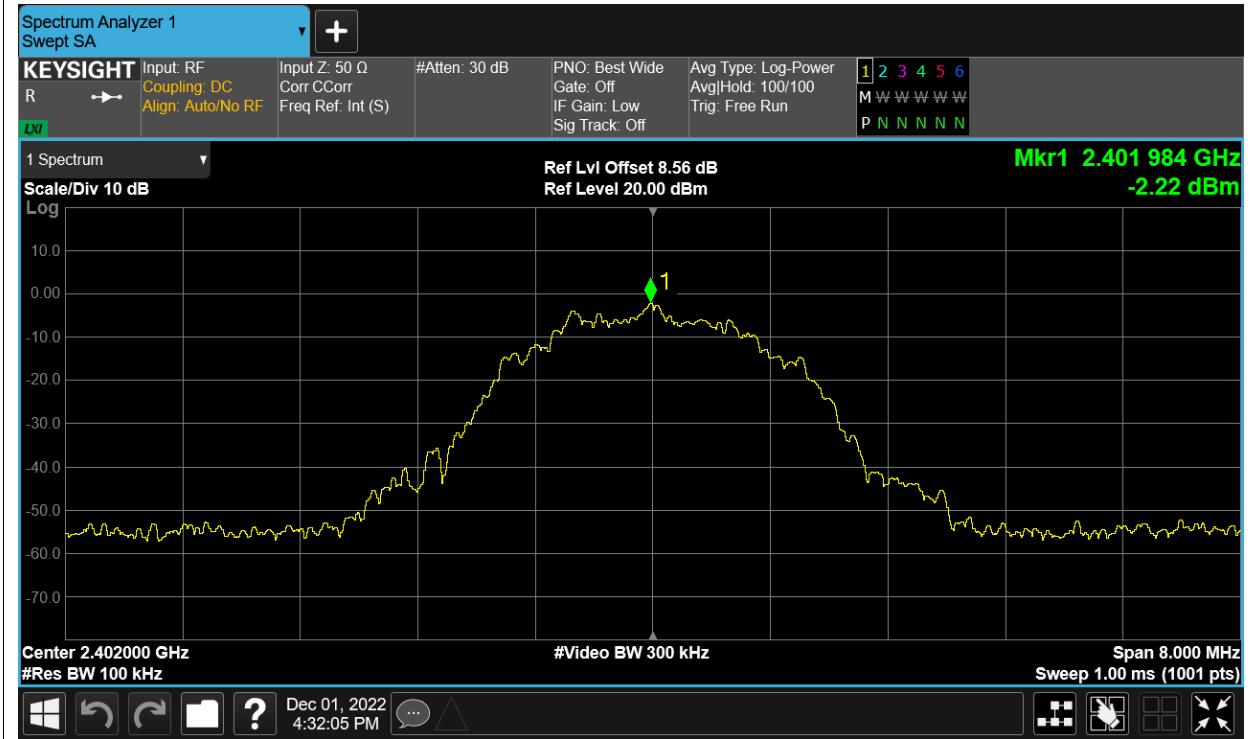 Spectrum Analyzer 1
Swept SA
KEYSIGHT
R
LXI
Input: RF
Coupling: DC
Align: Auto/No RF
Input Z: 50 Ω
Corr CCorr
Freq Ref: Int (S)
#Atten: 30 dB
PNO: Best Wide
Gate: Off
IF Gain: Low
Sig Track: Off
Avg Type: Log-Power
Avg|Hold: 100/100
Trig: Free Run
1 2 3 4 5 6
M W W W W W
P N N N N N
1 Spectrum
Scale/Div 10 dB
Log
Ref Lvl Offset 8.56 dB
Ref Level 20.00 dBm
Mkr1 2.401 984 GHz
-2.22 dBm
1
10.0
0.00
-10.0
-20.0
-30.0
-40.0
-50.0
-60.0
-70.0
Center 2.402000 GHz
#Res BW 100 kHz
#Video BW 300 kHz
Span 8.000 MHz
Sweep 1.00 ms (1001 pts)
?
Dec 01, 2022
4:32:05 PM